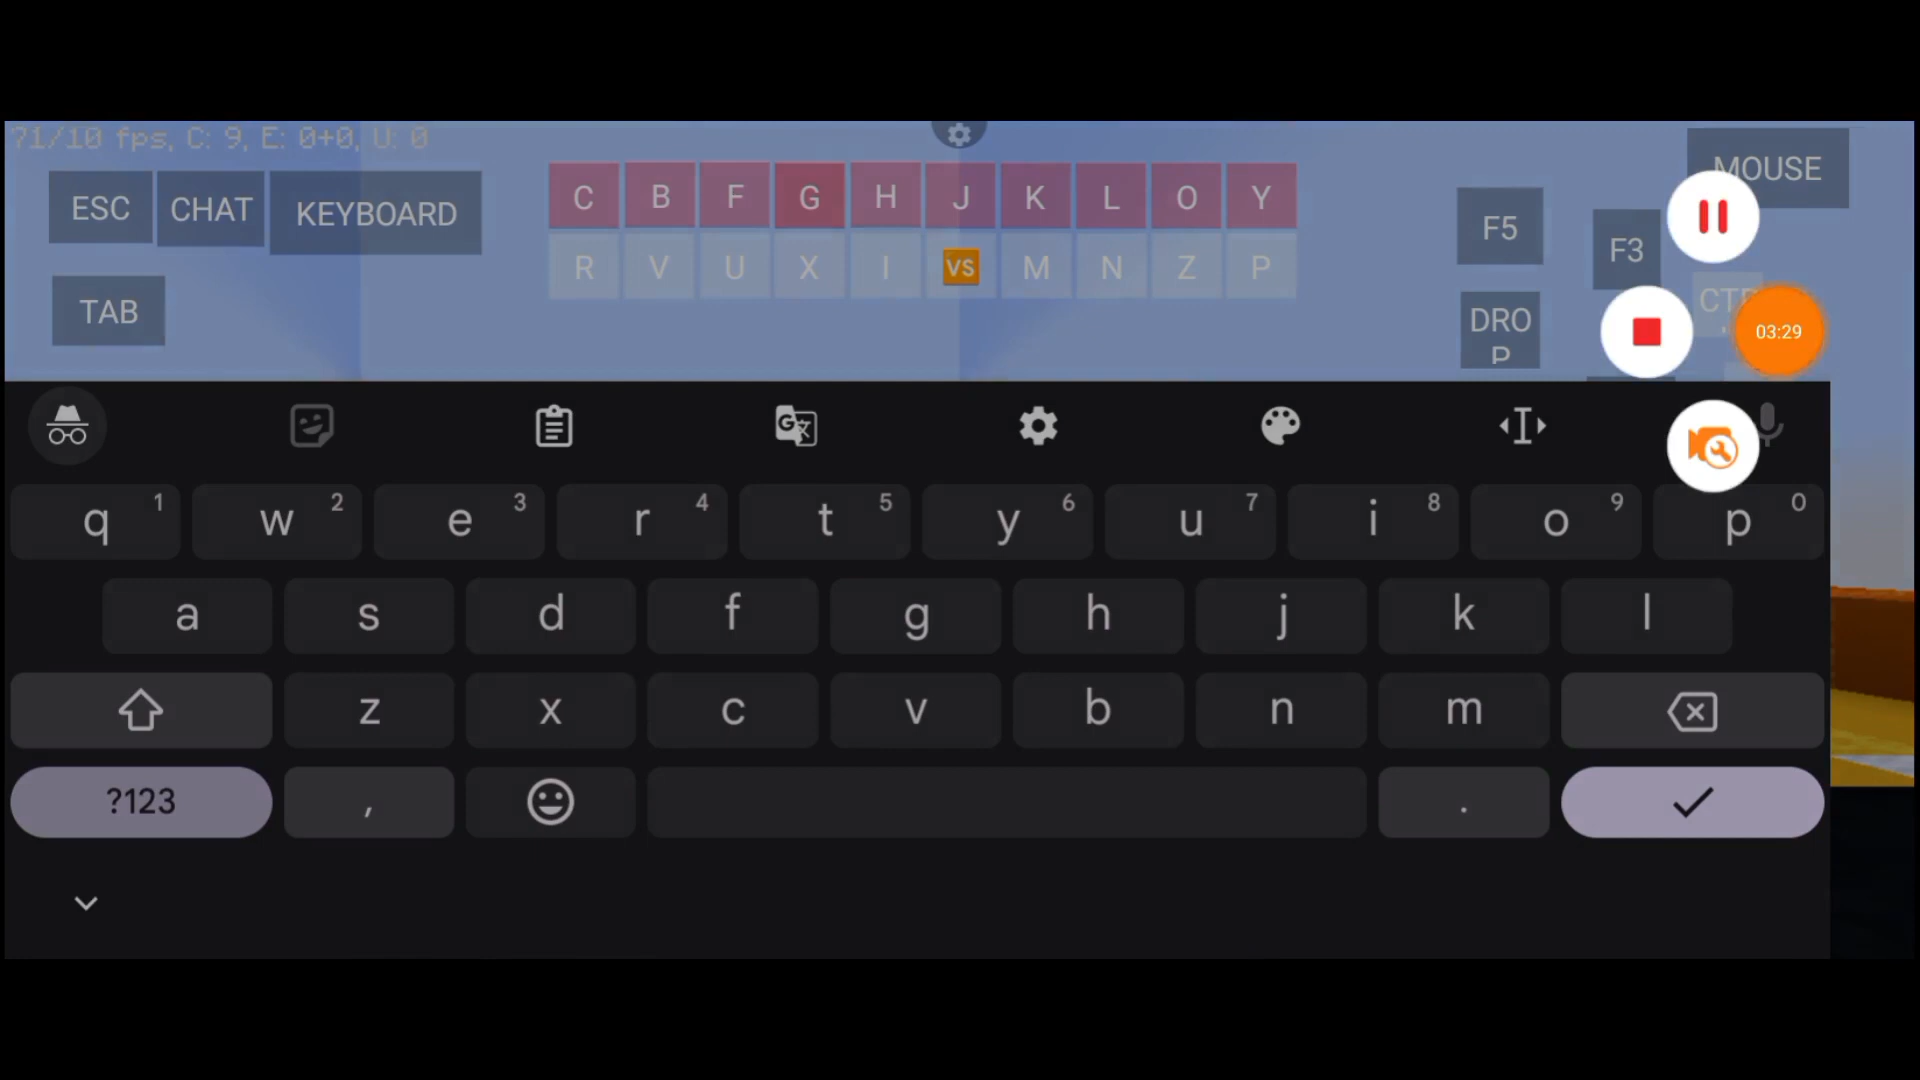 ?1/10 fps, C: 9, E: 0+0, U: 0
MOUSE
ESC CHAT KEYBOARD
C B F G H J K L O Y
F5
F3
R V U X I VS M N Z P
TAB
DRO
P
03:29
q 1 w 2 e 3 r 4 t 5 y 6 u 7 i 8 o 9 p 0
a s d f g h j k l
z x c v b n m
?123 , .